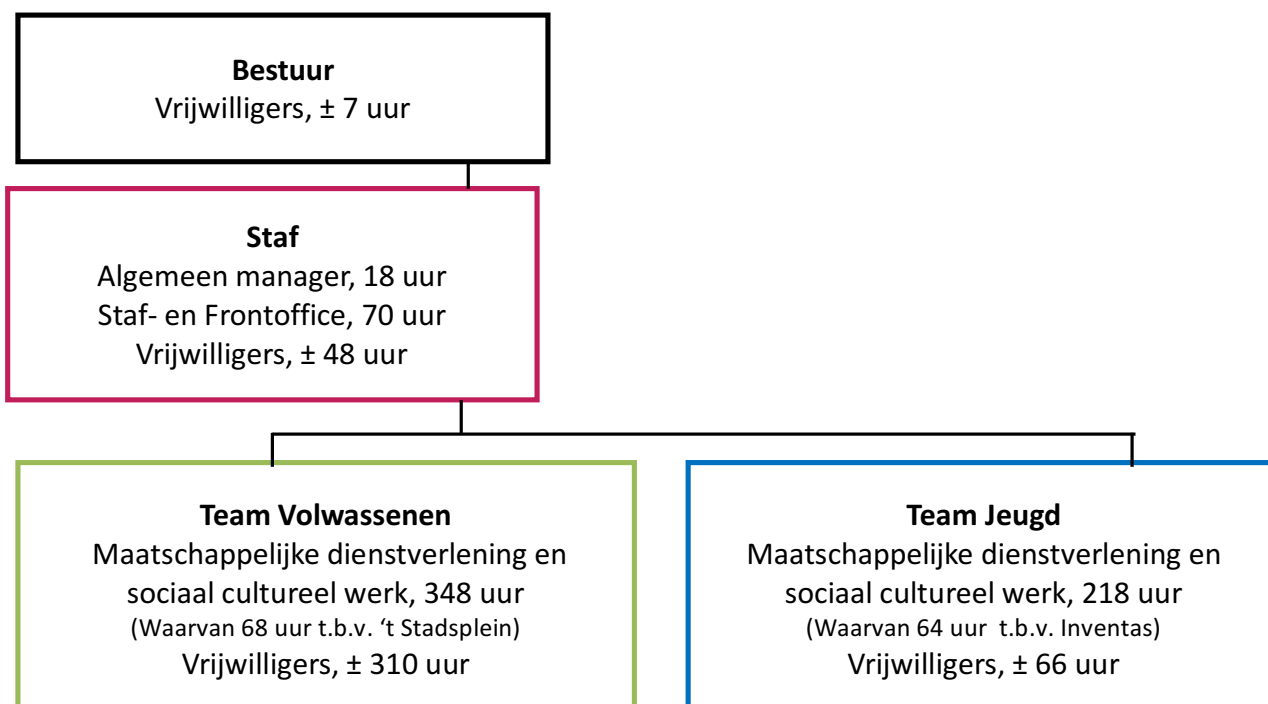 Bestuur
Vrijwilligers, ± 7 uur
Staf
Algemeen manager, 18 uur
Staf- en Frontoffice, 70 uur
Vrijwilligers, ± 48 uur
Team Volwassenen
Maatschappelijke dienstverlening en
sociaal cultureel werk, 348 uur
(Waarvan 68 uur t.b.v. ‘t Stadsplein)
Vrijwilligers, ± 310 uur
Team Jeugd
Maatschappelijke dienstverlening en
sociaal cultureel werk, 218 uur
(Waarvan 64 uur t.b.v. Inventas)
Vrijwilligers, ± 66 uur